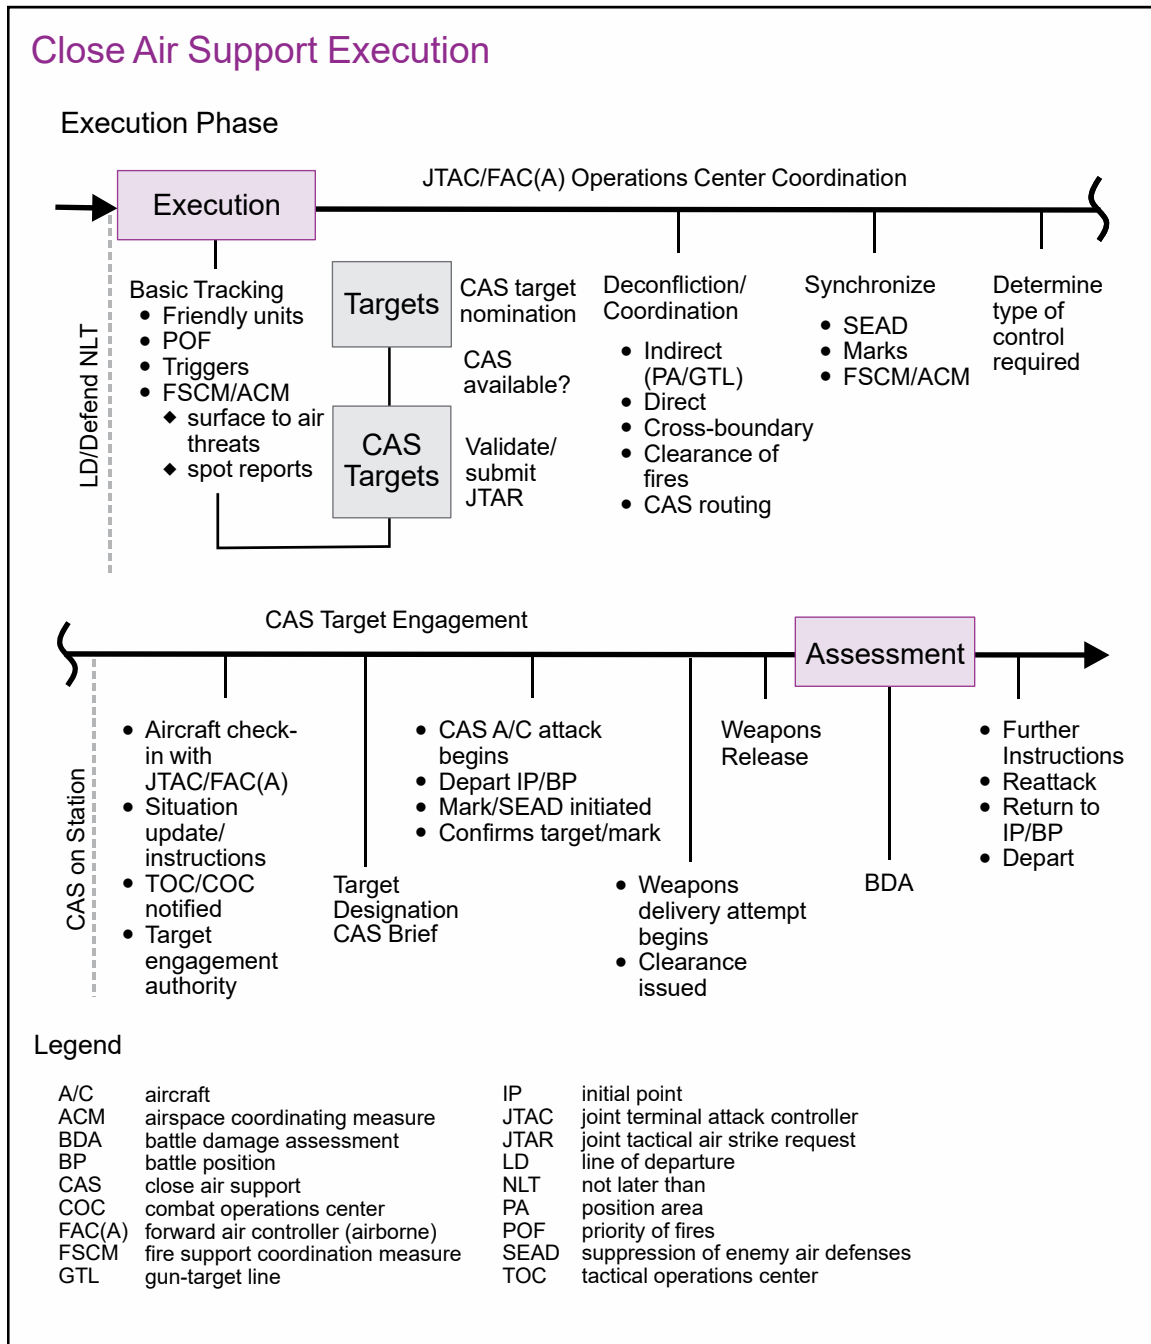 Close Air Support Execution
Execution Phase
JTAC/FAC(A) Operations Center Coordination
Execution
LD/Defend NLT
Basic Tracking
• Friendly units
• POF
• Triggers
• FSCM/ACM
◆ surface to air
threats
◆ spot reports
Targets
CAS target
nomination
CAS
available?
CAS
Targets
Validate/
submit
JTAR
Deconfliction/
Coordination
• Indirect
(PA/GTL)
• Direct
• Cross-boundary
• Clearance of
fires
• CAS routing
Synchronize
• SEAD
• Marks
• FSCM/ACM
Determine
type of
control
required
CAS Target Engagement
Assessment
CAS on Station
• Aircraft check-
in with
JTAC/FAC(A)
• Situation
update/
instructions
• TOC/COC
notified
• Target
engagement
authority
Target
Designation
CAS Brief
• CAS A/C attack
begins
• Depart IP/BP
• Mark/SEAD initiated
• Confirms target/mark
• Weapons
delivery attempt
begins
• Clearance
issued
Weapons
Release
BDA
• Further
Instructions
• Reattack
• Return to
IP/BP
• Depart
Legend
A/C aircraft
ACM airspace coordinating measure
BDA battle damage assessment
BP battle position
CAS close air support
COC combat operations center
FAC(A) forward air controller (airborne)
FSCM fire support coordination measure
GTL gun-target line
IP initial point
JTAC joint terminal attack controller
JTAR joint tactical air strike request
LD line of departure
NLT not later than
PA position area
POF priority of fires
SEAD suppression of enemy air defenses
TOC tactical operations center